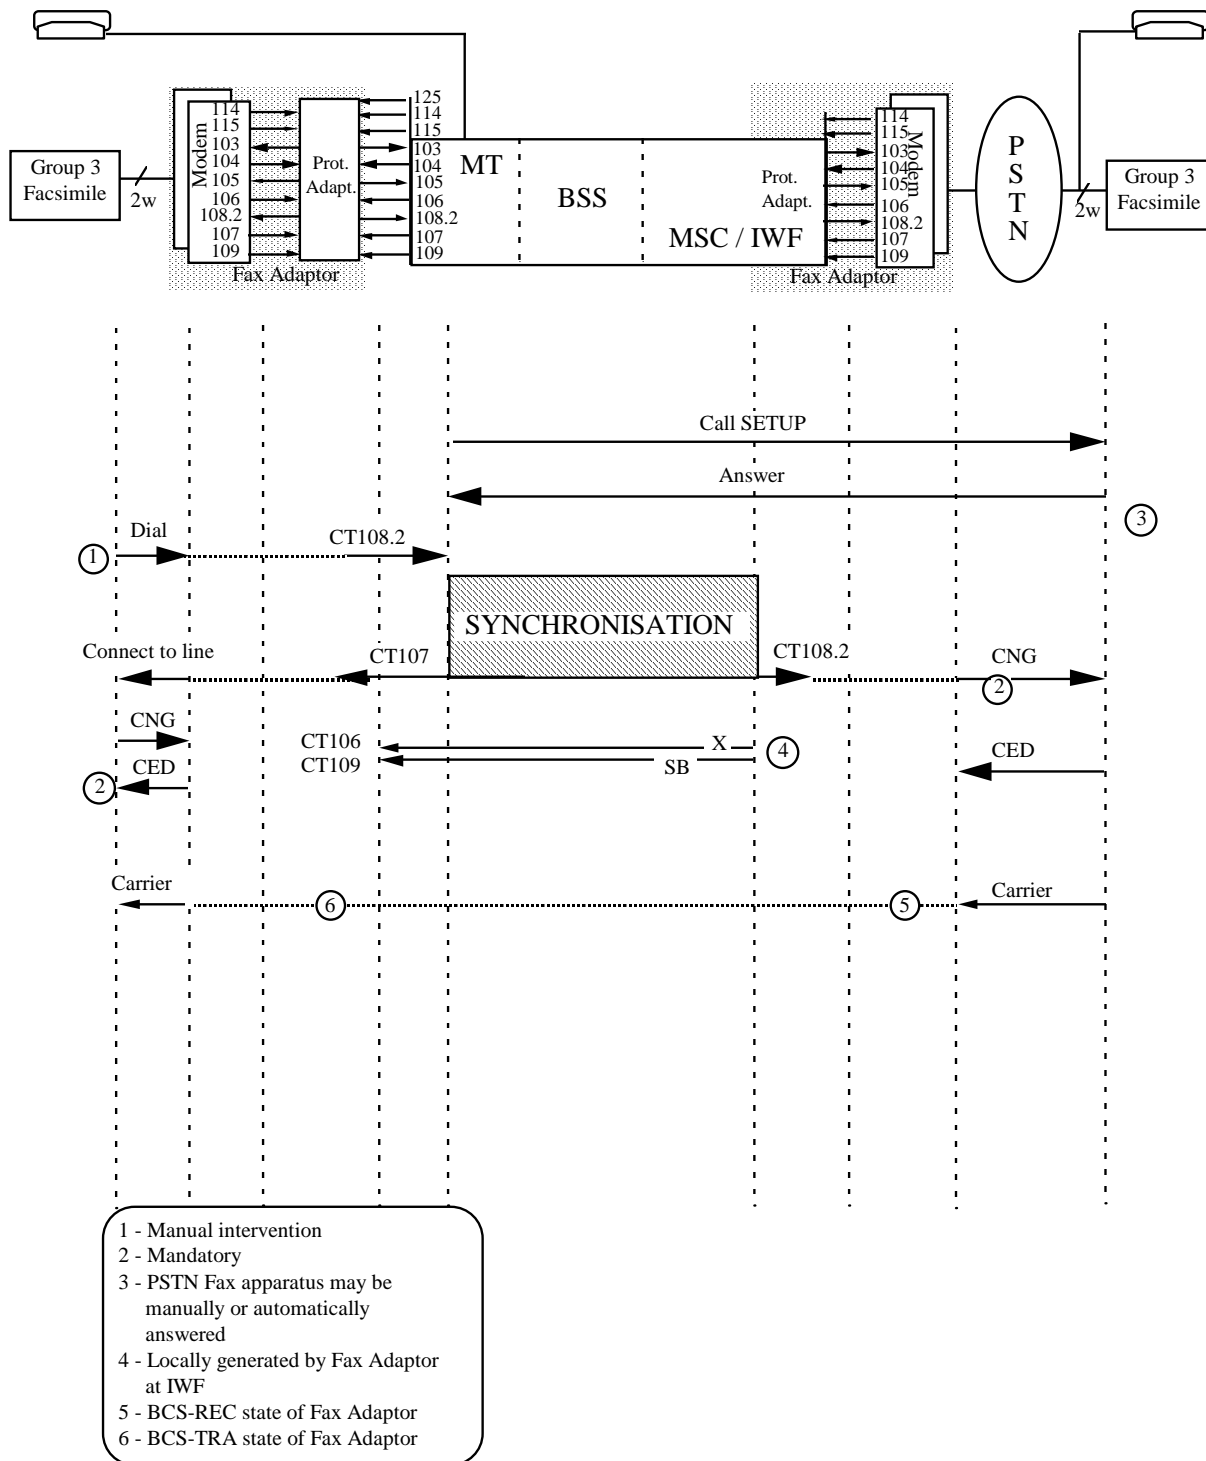 125
114
114
114
115
115
115
103
103
103
104
104
104
105
105
105
106
106
106
108.2
108.2
108.2
107
107
107
109
109
109
Modem
Prot.
Adapt.
MT
BSS
MSC / IWF
Prot.
Adapt.
Modem
P
S
T
N
Group 3
Facsimile
2w
2w
Group 3
Facsimile
Fax Adaptor
Fax Adaptor
Call SETUP
Answer
3
1
Dial
CT108.2
SYNCHRONISATION
Connect to line
CT107
CT108.2
CNG
2
CNG
CT106
X
4
CT109
SB
CED
2
CED
Carrier
6
5
Carrier
1 - Manual intervention
2 - Mandatory
3 - PSTN Fax apparatus may be
manually or automatically
answered
4 - Locally generated by Fax Adaptor
at IWF
5 - BCS-REC state of Fax Adaptor
6 - BCS-TRA state of Fax Adaptor